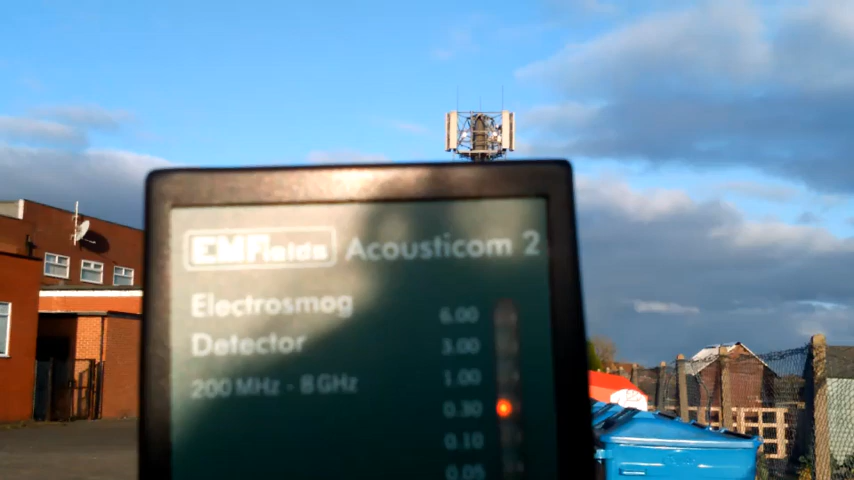 EMFields Acousticom 2
Electrosmog
Detector
200 MHz - 8 GHz
6.00
3.00
1.00
0.30
0.10
0.05